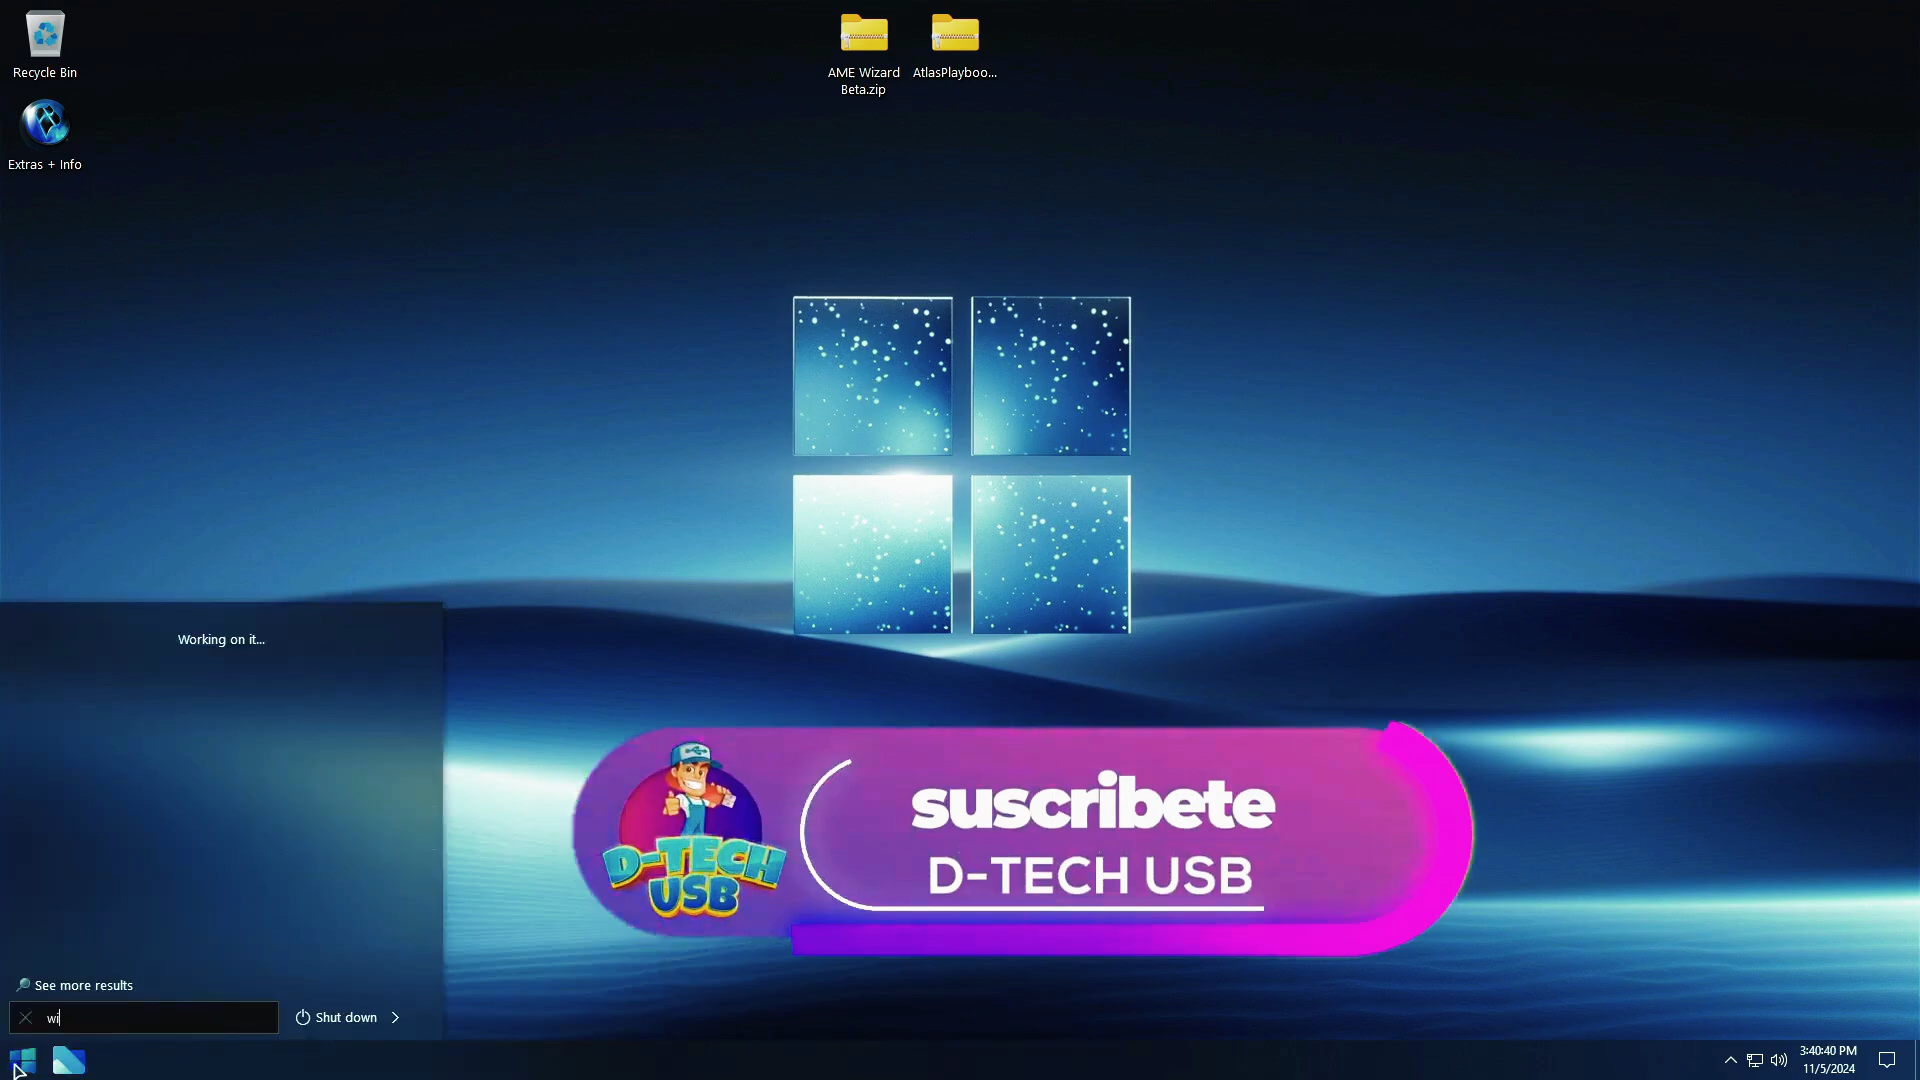 Recycle Bin
AME Wizard
Beta.zip
AtlasPlayboo...
Extras + Info
Working on it...
D-TECH
USB
suscribete
D-TECH USB
See more results
wi
Shut down
3:40:40 PM
11/5/2024